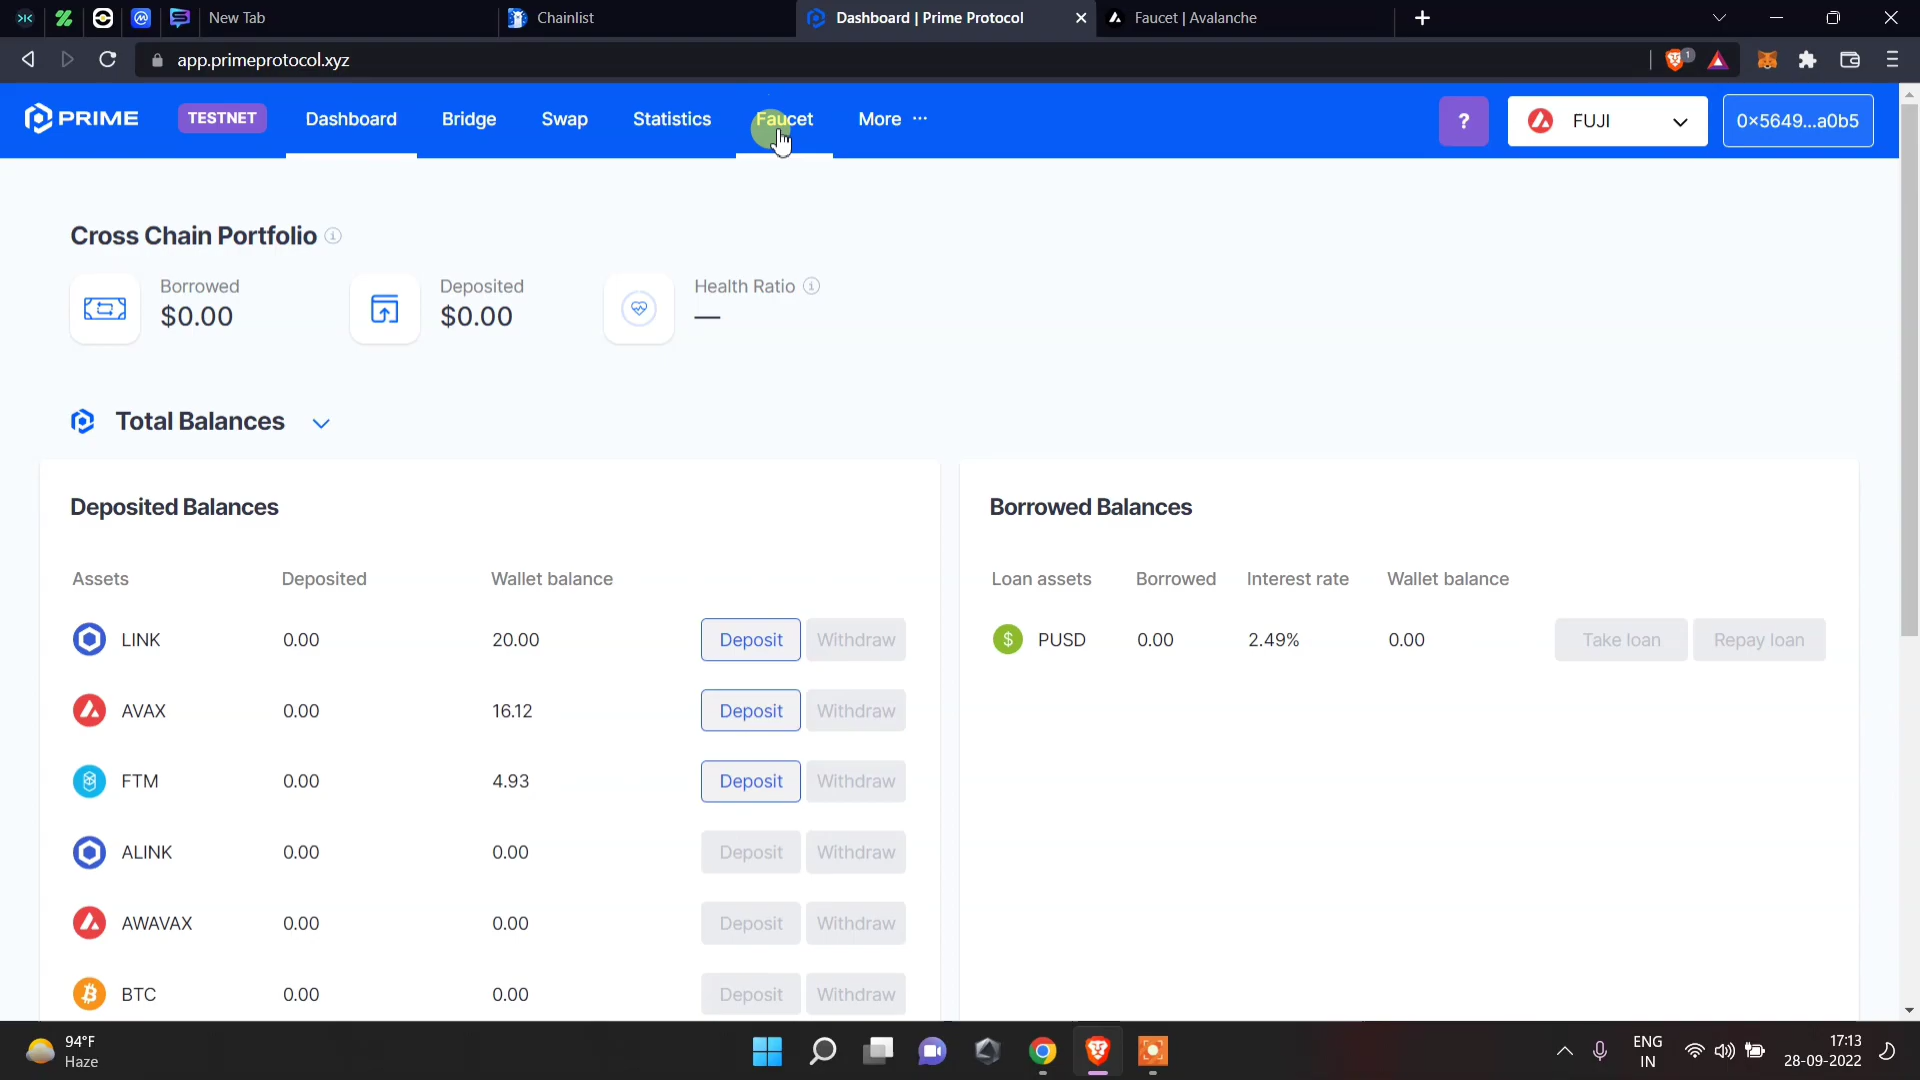 New Tab
Chainlist
Dashboard | Prime Protocol
Faucet | Avalanche
app.primeprotocol.xyz
1
PRIME
TESTNET
Dashboard
Bridge
Swap
Statistics
Faucet
More ···
?
FUJI
0×5649...a0b5
Cross Chain Portfolio
Borrowed
$0.00
Deposited
$0.00
Health Ratio
—
Total Balances
Deposited Balances
Assets Deposited Wallet balance
LINK 0.00 20.00 Deposit Withdraw
AVAX 0.00 16.12 Deposit Withdraw
FTM 0.00 4.93 Deposit Withdraw
ALINK 0.00 0.00 Deposit Withdraw
AWAVAX 0.00 0.00 Deposit Withdraw
BTC 0.00 0.00 Deposit Withdraw
Borrowed Balances
Loan assets Borrowed Interest rate Wallet balance
$ PUSD 0.00 2.49% 0.00 Take loan Repay loan
94°F
Haze
ENG
IN
17:13
28-09-2022